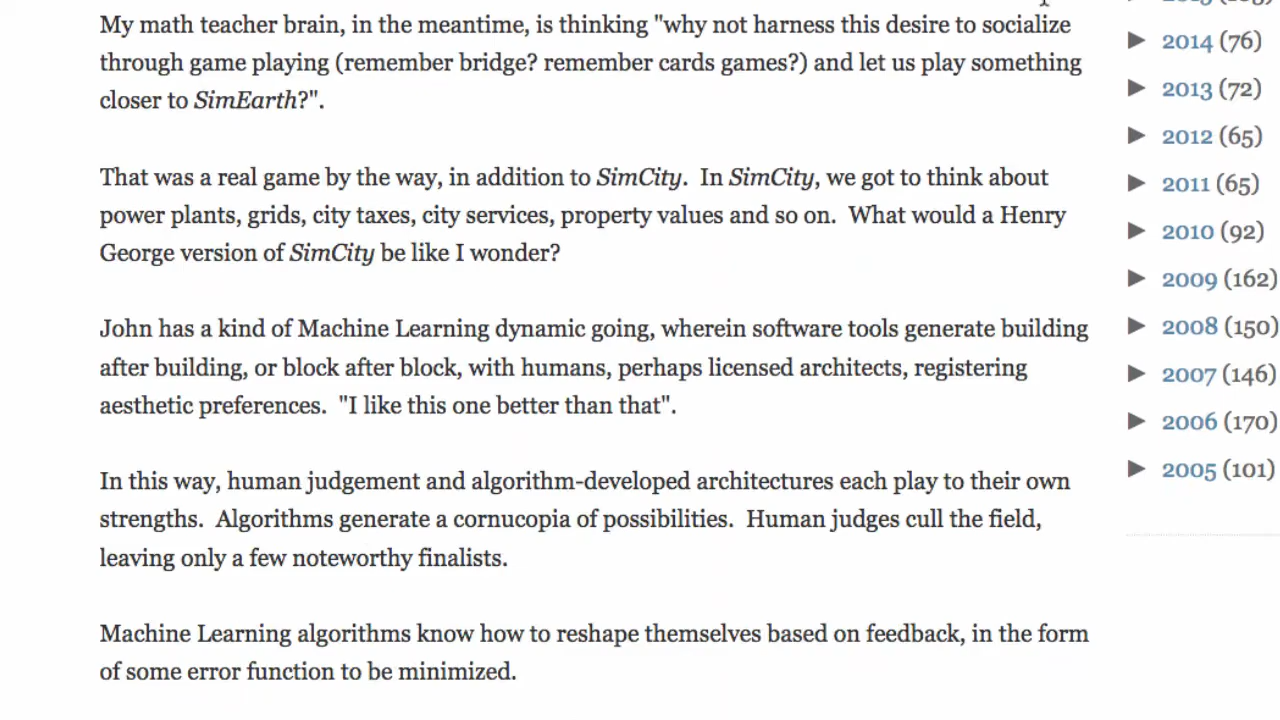 My math teacher brain, in the meantime, is thinking "why not harness this desire to socialize
through game playing (remember bridge? remember cards games?) and let us play something
closer to SimEarth?".
That was a real game by the way, in addition to SimCity.  In SimCity, we got to think about
power plants, grids, city taxes, city services, property values and so on.  What would a Henry
George version of SimCity be like I wonder?
John has a kind of Machine Learning dynamic going, wherein software tools generate building
after building, or block after block, with humans, perhaps licensed architects, registering
aesthetic preferences.  "I like this one better than that".
In this way, human judgement and algorithm-developed architectures each play to their own
strengths.  Algorithms generate a cornucopia of possibilities.  Human judges cull the field,
leaving only a few noteworthy finalists.
Machine Learning algorithms know how to reshape themselves based on feedback, in the form
of some error function to be minimized.
► 2014 (76)
► 2013 (72)
► 2012 (65)
► 2011 (65)
► 2010 (92)
► 2009 (162)
► 2008 (150)
► 2007 (146)
► 2006 (170)
► 2005 (101)